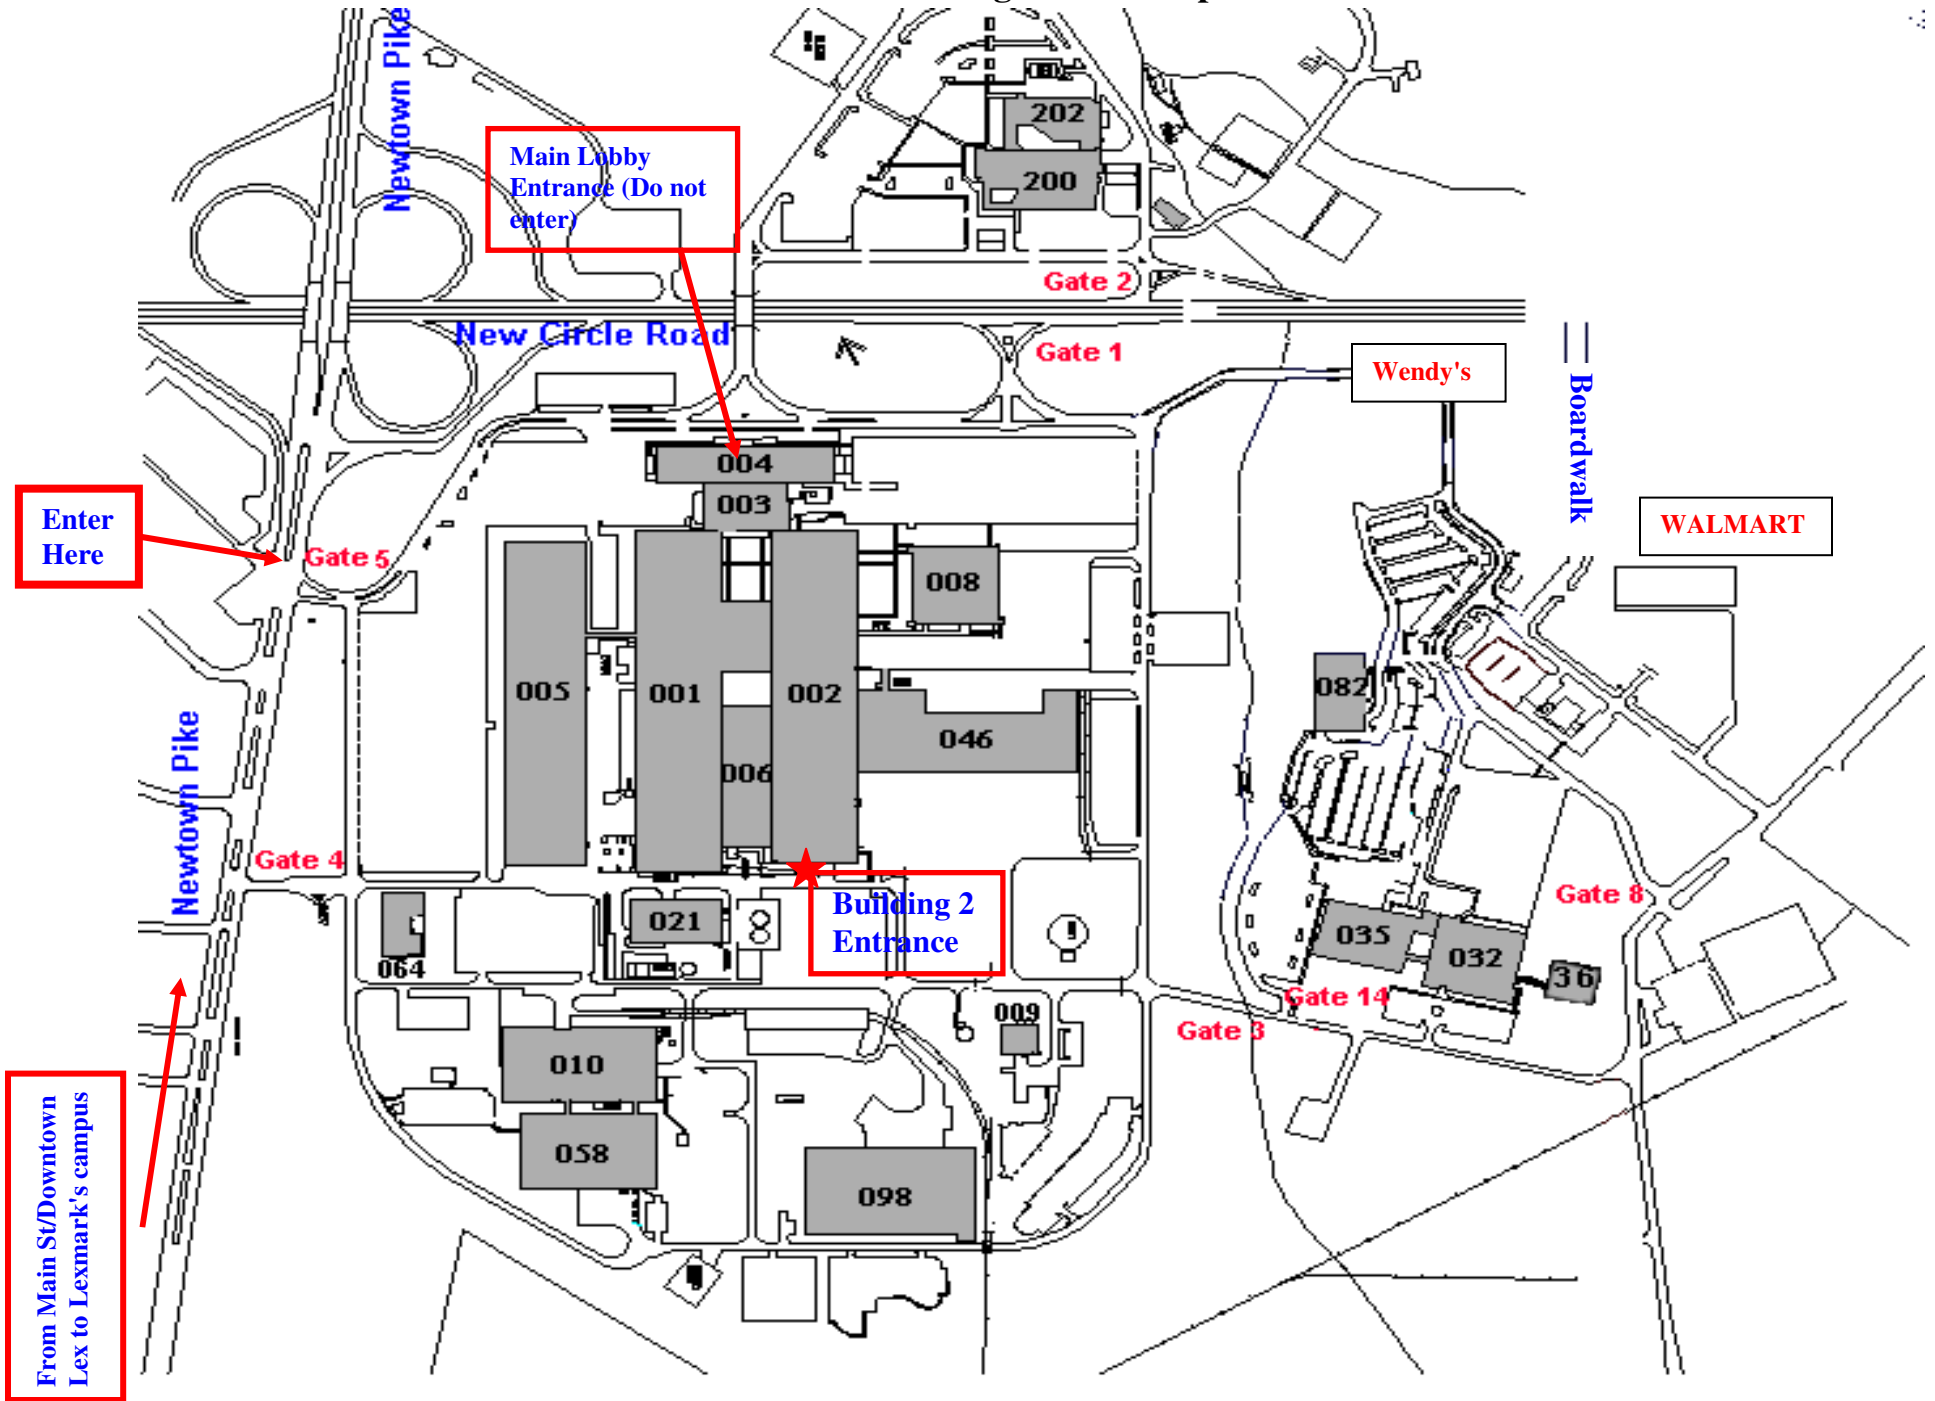 Newtown Pike
202
Main Lobby
Entrance (Do not
enter)
200
Gate 2
New Circle Road
Gate 1
Wendy's
Boardwalk
004
003
Enter
Here
Gate 5
WALMART
008
005
001
002
082
046
006
Newtown Pike
Gate 4
Building 2
Entrance
021
064
Gate 8
035
032
36
Gate 14
009
Gate 3
010
058
098
From Main St/Downtown
Lex to Lexmark's campus